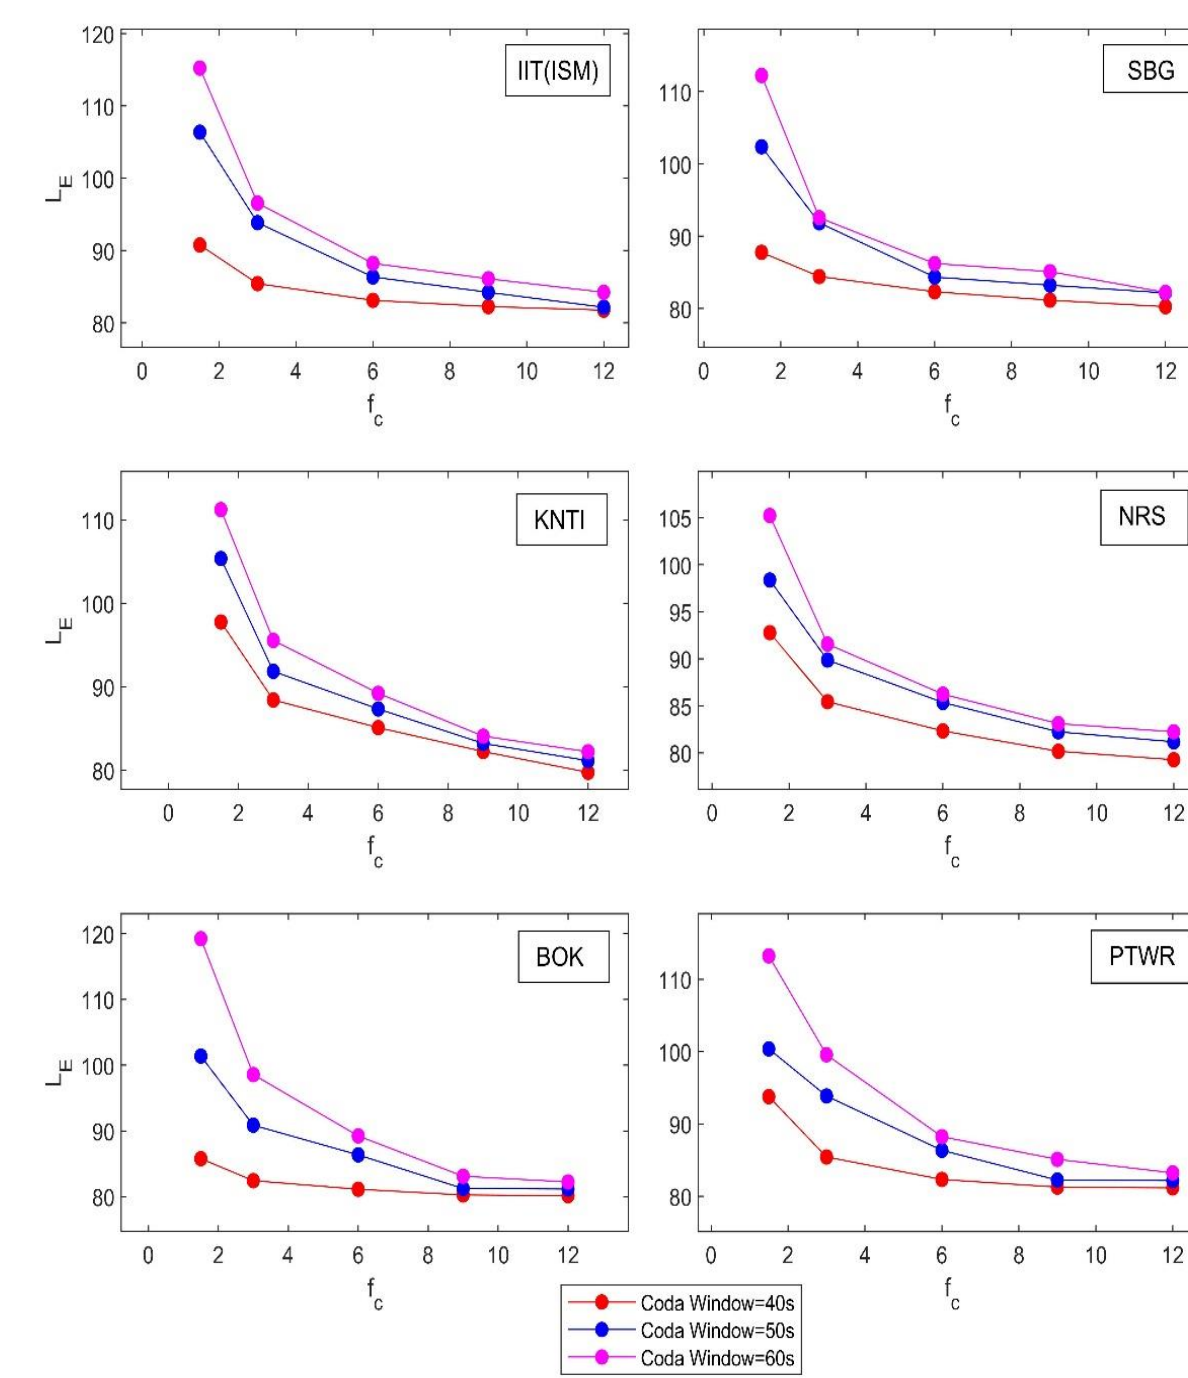 IIT(ISM)
120
110
100
90
80
L_E
0 2 4 6 8 10 12
f_c
SBG
110
100
90
80
0 2 4 6 8 10 12
f_c
KNTI
110
100
90
80
L_E
0 2 4 6 8 10 12
f_c
NRS
105
100
95
90
85
80
0 2 4 6 8 10 12
f_c
BOK
120
110
100
90
80
L_E
0 2 4 6 8 10 12
f_c
PTWR
110
100
90
80
0 2 4 6 8 10 12
f_c
Coda Window=40s
Coda Window=50s
Coda Window=60s